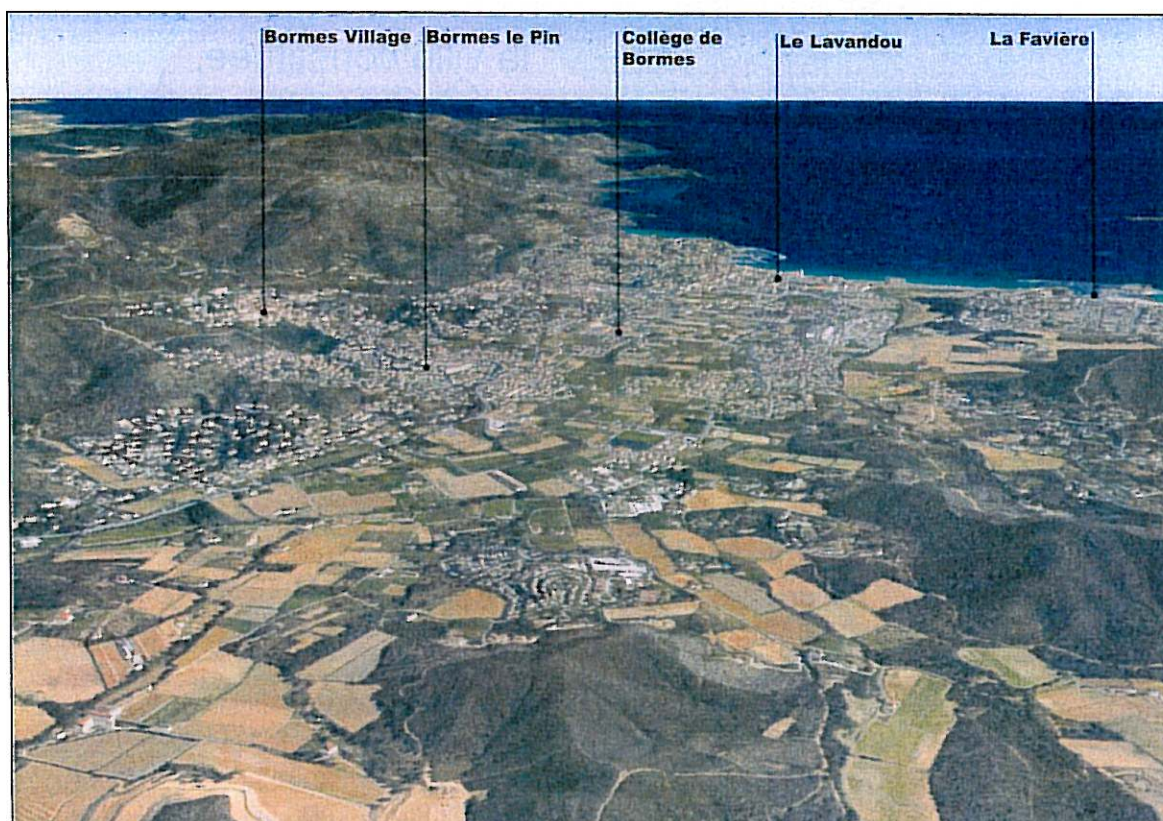 Bormes Village
Bormes le Pin
Collège de
Bormes
Le Lavandou
La Favière